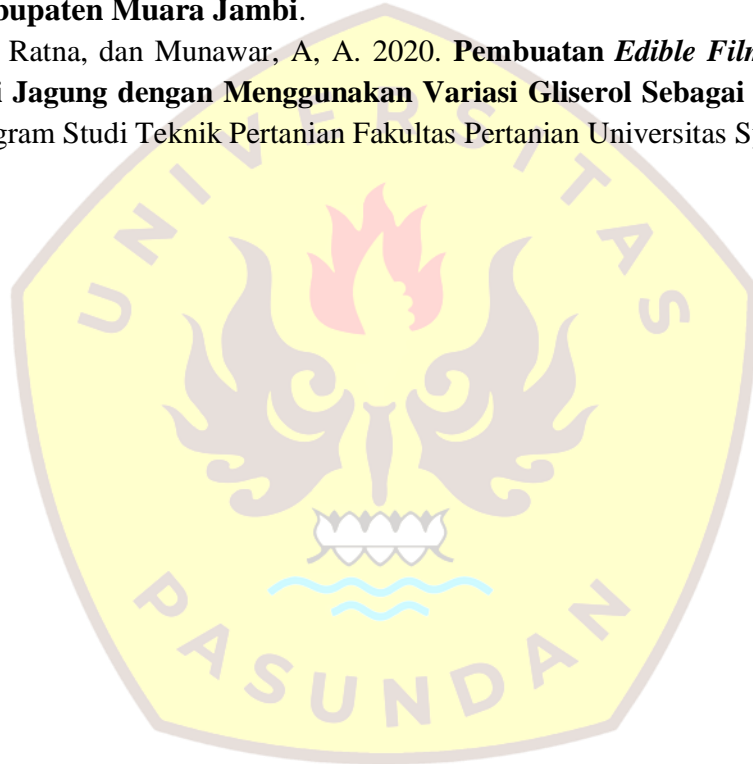 bupaten Muara Jambi.
Ratna, dan Munawar, A, A. 2020. Pembuatan Edible Film
i Jagung dengan Menggunakan Variasi Gliserol Sebagai
gram Studi Teknik Pertanian Fakultas Pertanian Universitas S
UNIVERSITAS
PASUNDAN